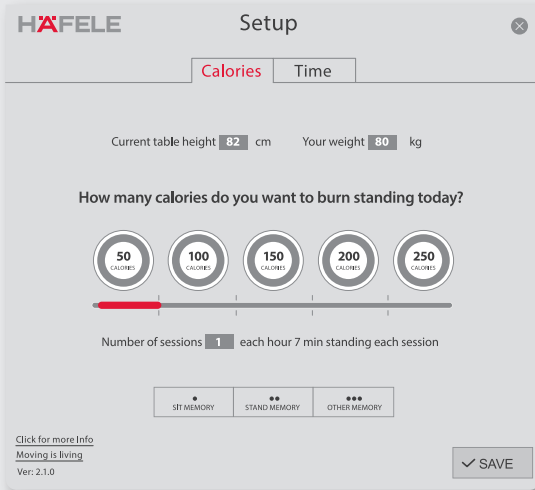 HÄFELE
Setup
Calories Time
Current table height 82 cm Your weight 80 kg
How many calories do you want to burn standing today?
50 100 150 200 250
CALORIES CALORIES CALORIES CALORIES CALORIES
Number of sessions 1 each hour 7 min standing each session
SİT MEMORY STAND MEMORY OTHER MEMORY
Click for more Info
Moving is living
Ver: 2.1.0
SAVE